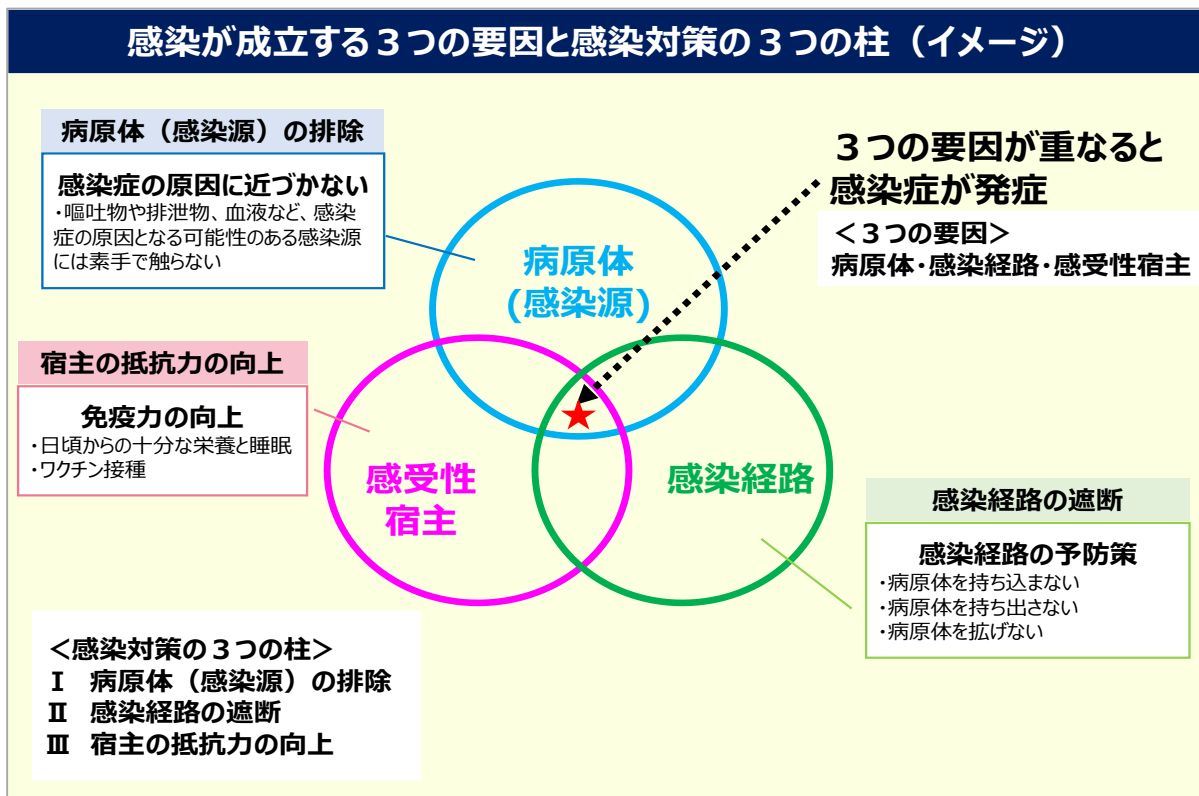 感染が成立する３つの要因と感染対策の３つの柱（イメージ）
病原体（感染源）の排除
感染症の原因に近づかない
・嘔吐物や排泄物、血液など、感染
症の原因となる可能性のある感染源
には素手で触らない
３つの要因が重なると
感染症が発症
＜３つの要因＞
病原体・感染経路・感受性宿主
病原体
(感染源)
宿主の抵抗力の向上
免疫力の向上
・日頃からの十分な栄養と睡眠
・ワクチン接種
感受性
宿主
感染経路
感染経路の遮断
感染経路の予防策
・病原体を持ち込まない
・病原体を持ち出さない
・病原体を拡げない
＜感染対策の３つの柱＞
Ⅰ　病原体（感染源）の排除
Ⅱ　感染経路の遮断
Ⅲ　宿主の抵抗力の向上